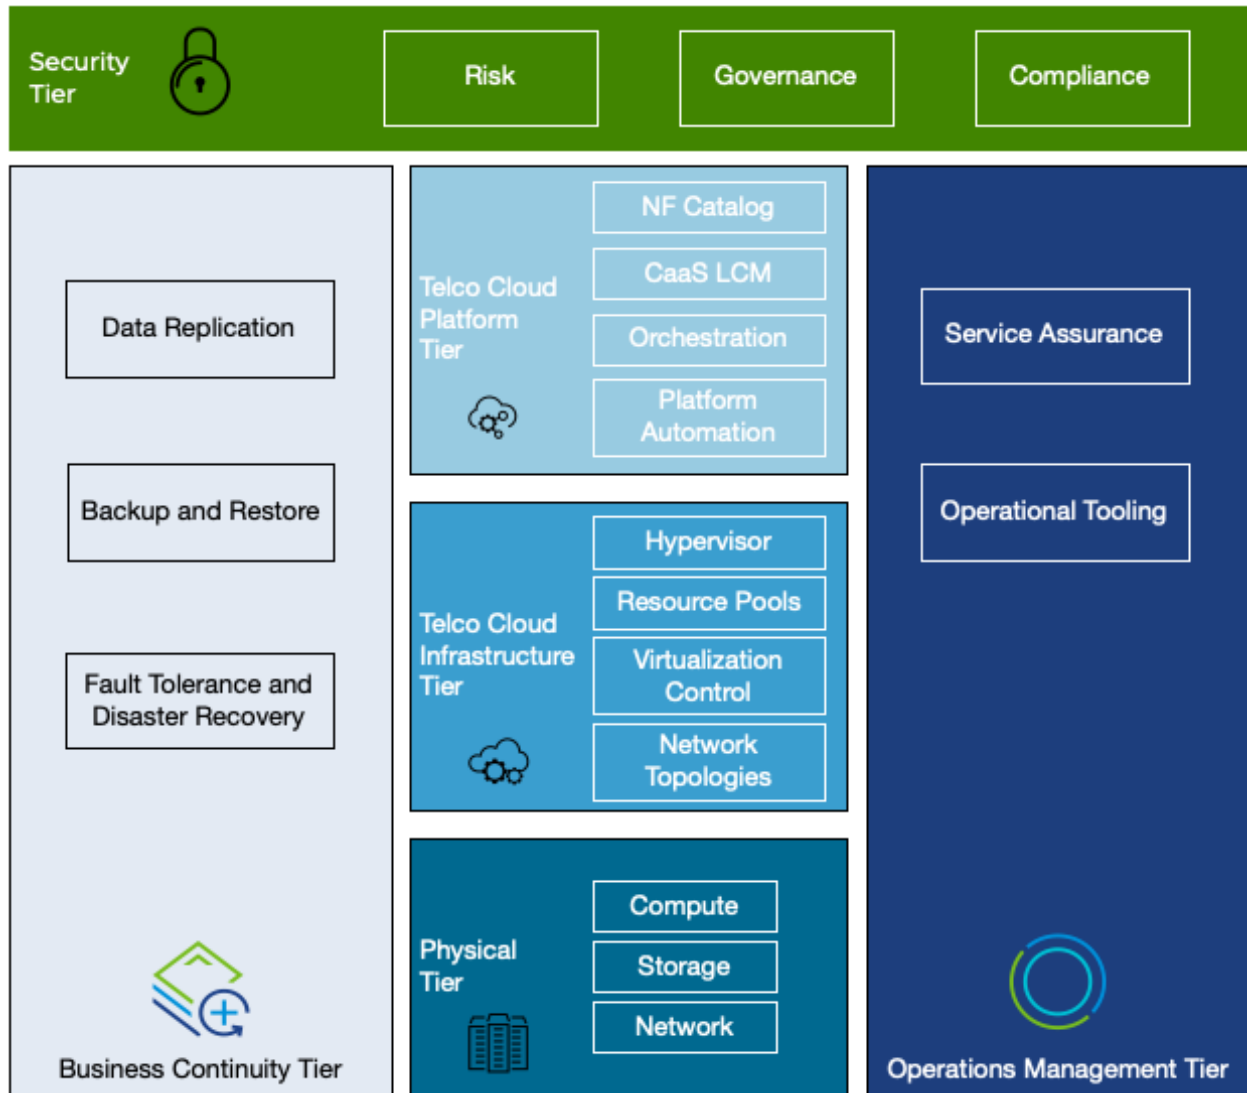 Security
Tier
Risk
Governance
Compliance
Data Replication
Backup and Restore
Fault Tolerance and
Disaster Recovery
Business Continuity Tier
Telco Cloud
Platform
Tier
NF Catalog
CaaS LCM
Orchestration
Platform
Automation
Telco Cloud
Infrastructure
Tier
Hypervisor
Resource Pools
Virtualization
Control
Network
Topologies
Physical
Tier
Compute
Storage
Network
Service Assurance
Operational Tooling
Operations Management Tier